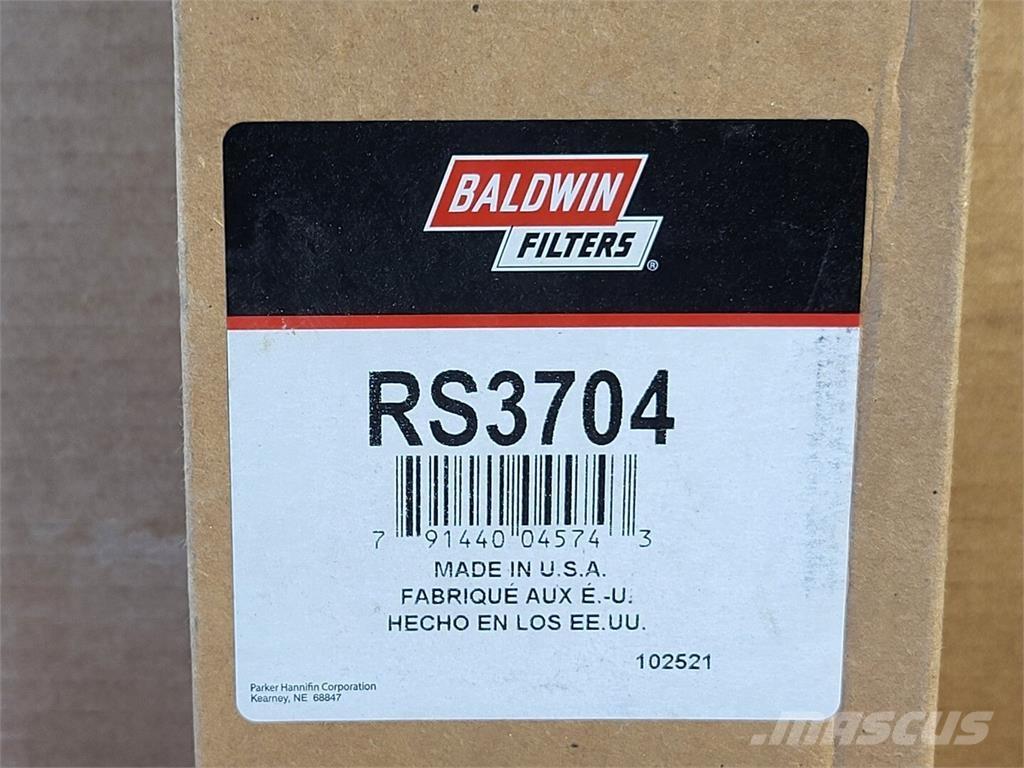 BALDWIN
FILTERS®
RS3704
7 91440 04574 3
MADE IN U.S.A.
FABRIQUÉ AUX É.-U.
HECHO EN LOS EE.UU.
102521
Parker Hannifin Corporation
Kearney, NE 68847
MASCUS